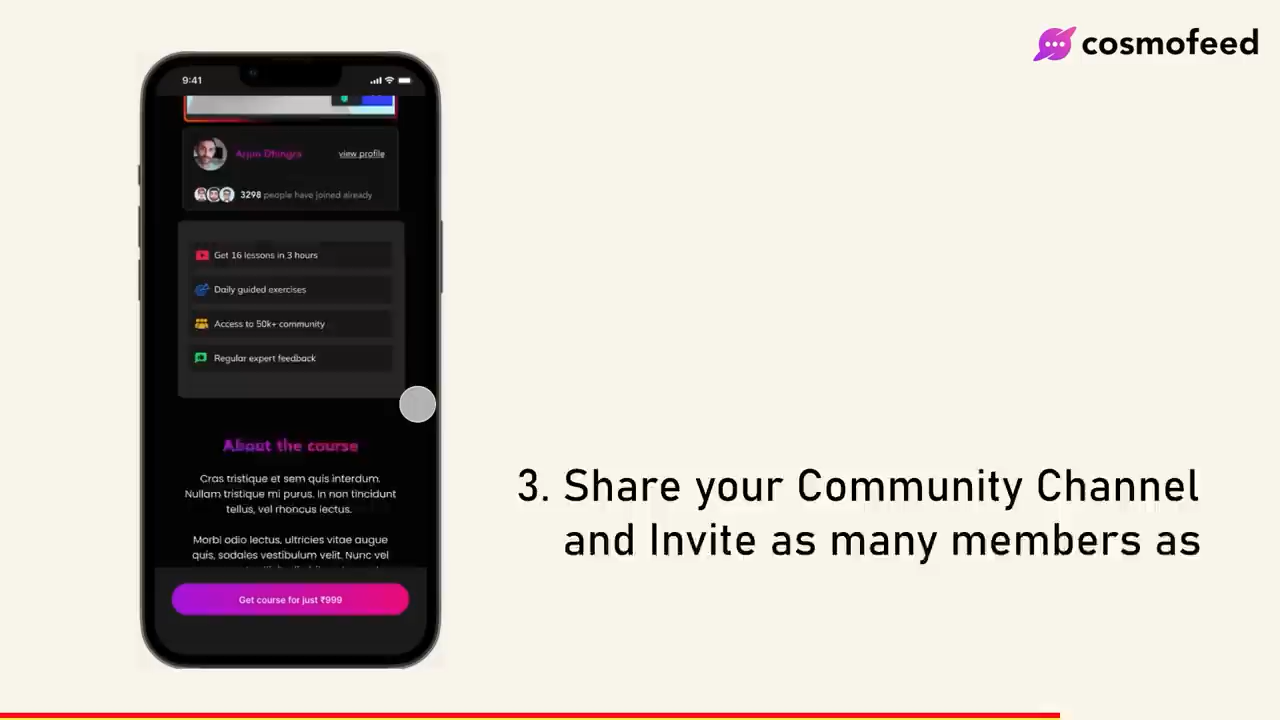 cosmofeed
9:41
Arjun Dhingra
view profile
3298 people have joined already
Get 16 lessons in 3 hours
Daily guided exercises
Access to 50k+ community
Regular expert feedback
About the course
Cras tristique et sem quis interdum.
Nullam tristique mi purus. In non tincidunt
tellus, vel rhoncus lectus.
Morbi odio lectus, ultricies vitae augue
quis, sodales vestibulum velit. Nunc vel
Get course for just ₹999
3. Share your Community Channel
and Invite as many members as